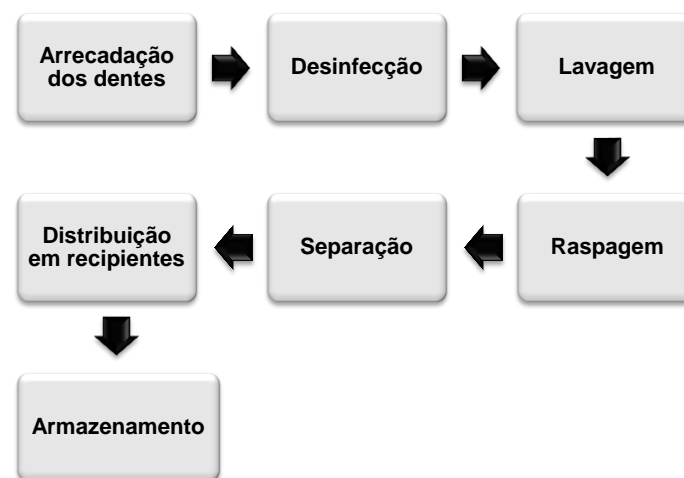 Arrecadação
dos dentes
Desinfecção
Lavagem
Raspagem
Separação
Distribuição
em recipientes
Armazenamento